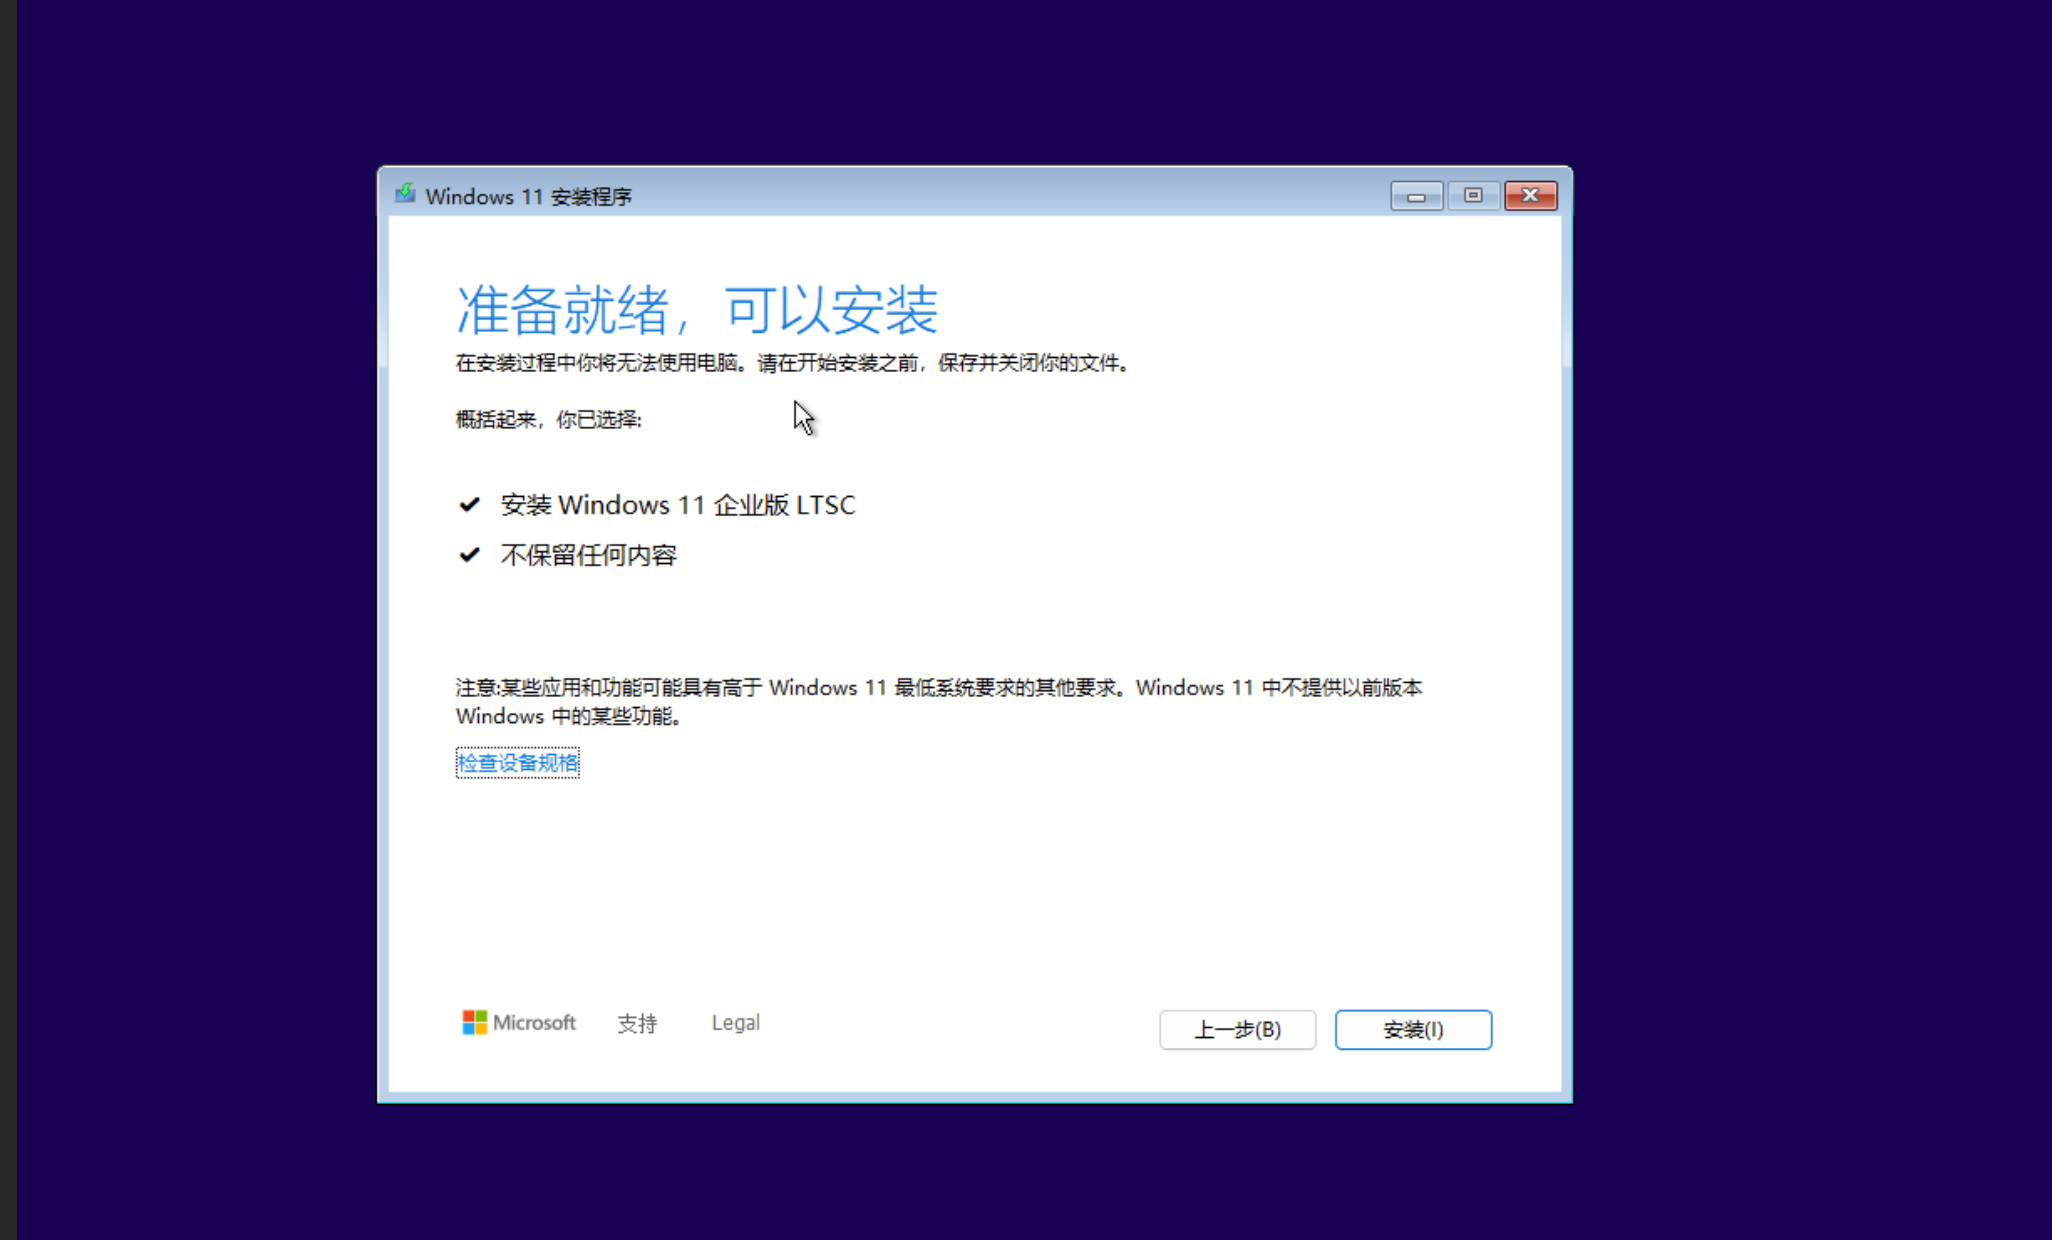 Windows 11 安装程序
准备就绪，可以安装
在安装过程中你将无法使用电脑。请在开始安装之前，保存并关闭你的文件。
概括起来，你已选择:
安装 Windows 11 企业版 LTSC
不保留任何内容
注意:某些应用和功能可能具有高于 Windows 11 最低系统要求的其他要求。Windows 11 中不提供以前版本
Windows 中的某些功能。
检查设备规格
Microsoft 支持 Legal 上一步(B) 安装(I)